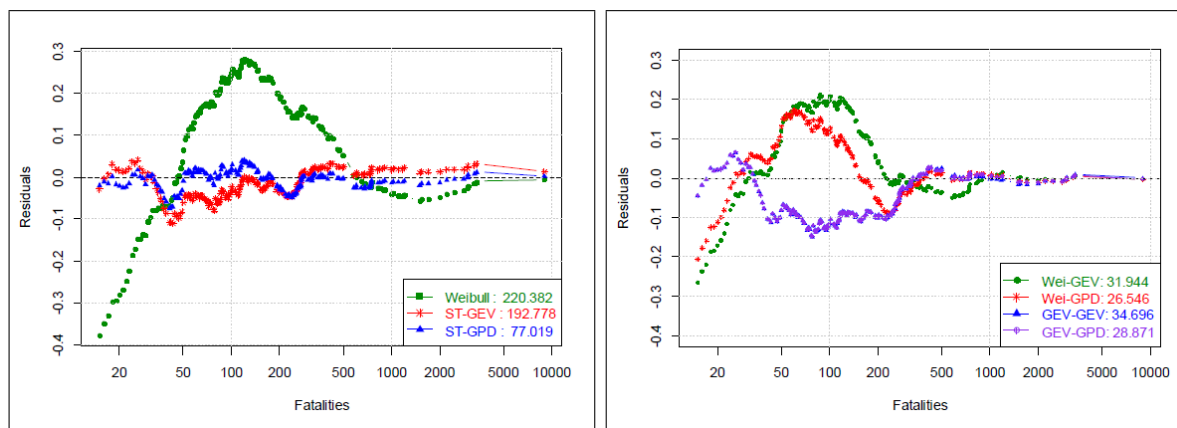 0.3
0.2
0.1
0.0
-0.1
-0.2
-0.3
-0.4
Residuals
20 50 100 200 500 1000 2000 5000 10000
Fatalities
Weibull : 220.382
ST-GEV : 192.778
ST-GPD : 77.019
0.3
0.2
0.1
0.0
-0.1
-0.2
-0.3
-0.4
Residuals
20 50 100 200 500 1000 2000 5000 10000
Fatalities
Wei-GEV: 31.944
Wei-GPD: 26.546
GEV-GEV: 34.696
GEV-GPD: 28.871